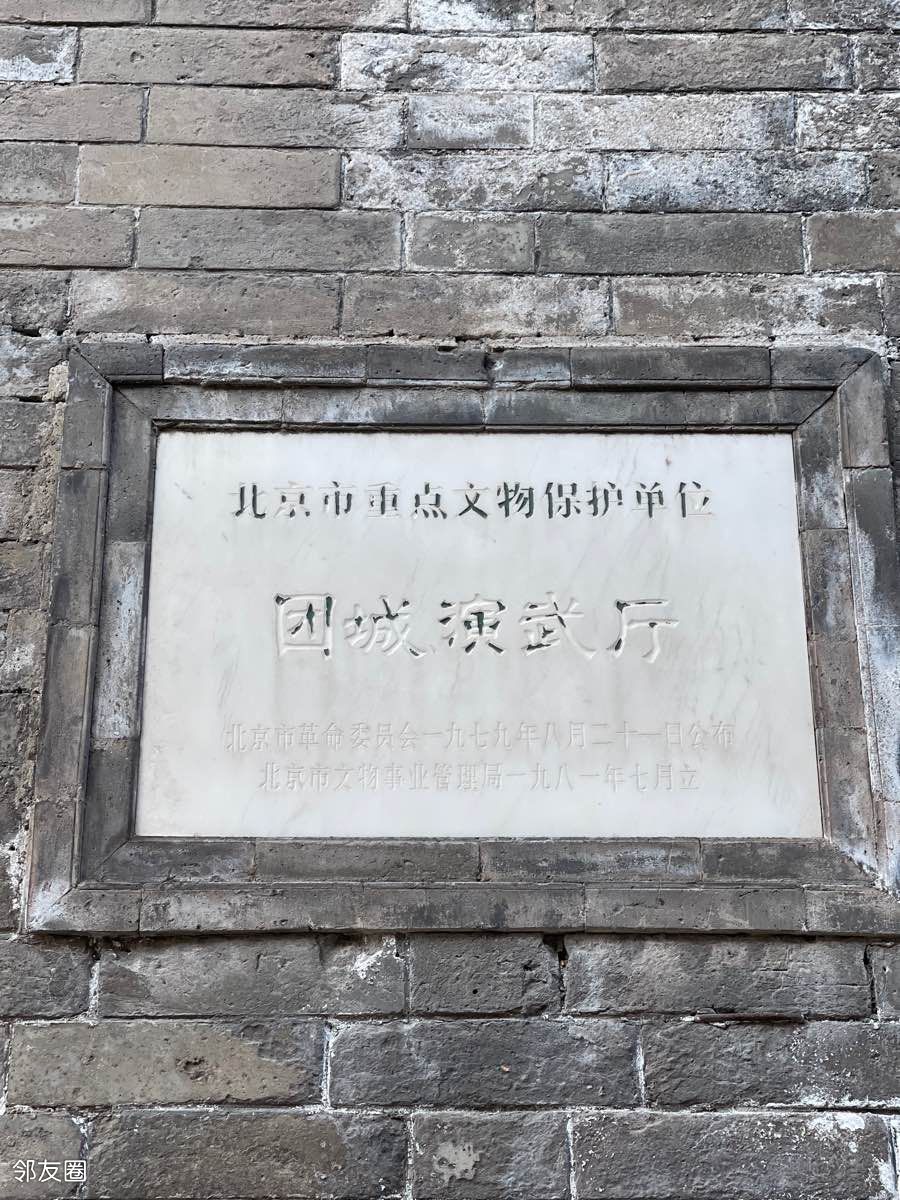 北京市重点文物保护单位
团城演武厅
北京市革命委员会一九七九年八月二十一日公布
北京市文物事业管理局一九八一年七月立
邻友圈